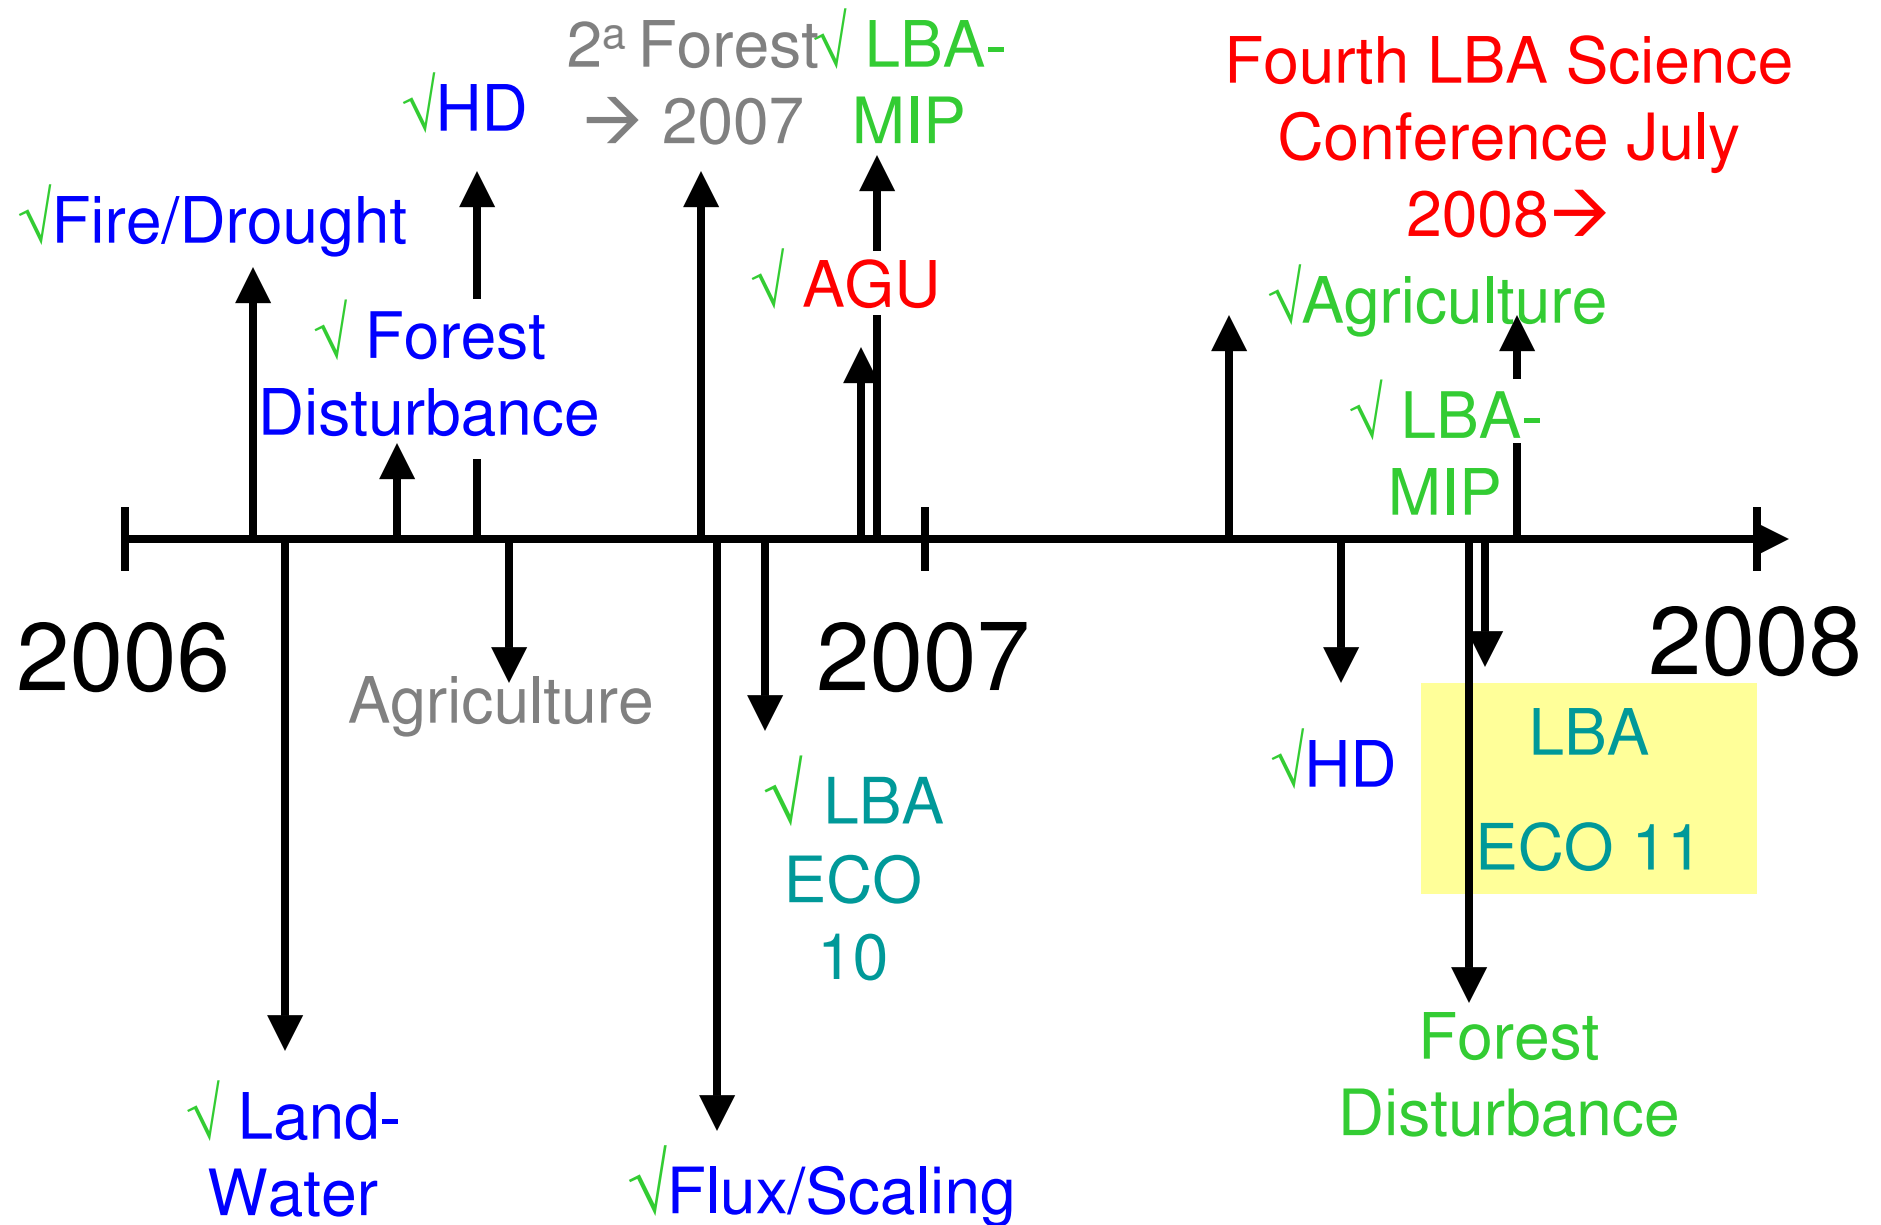 2ª Forest
→ 2007
√ LBA-
MIP
Fourth LBA Science
Conference July
2008→
√HD
√Fire/Drought
√ AGU
√Agriculture
√ Forest
Disturbance
√ LBA-
MIP
2006
2007
2008
Agriculture
√ LBA
ECO
10
√HD
LBA
ECO 11
Forest
Disturbance
√ Land-
Water
√Flux/Scaling